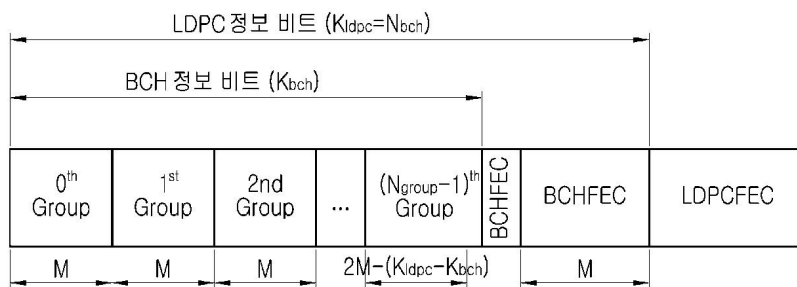 LDPC 정보 비트 (Kldpc=Nbch)
BCH 정보 비트 (Kbch)
0th Group
1st Group
2nd Group
...
(Ngroup-1)th Group
BCHFEC
BCHFEC
LDPCFEC
M
M
M
2M-(Kldpc-Kbch)
M